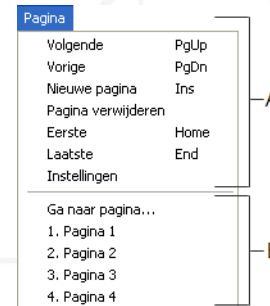 Pagina
Volgende PgUp
Vorige PgDn
Nieuwe pagina Ins
Pagina verwijderen
Eerste Home
Laatste End
Instellingen
Ga naar pagina...
1. Pagina 1
2. Pagina 2
3. Pagina 3
4. Pagina 4